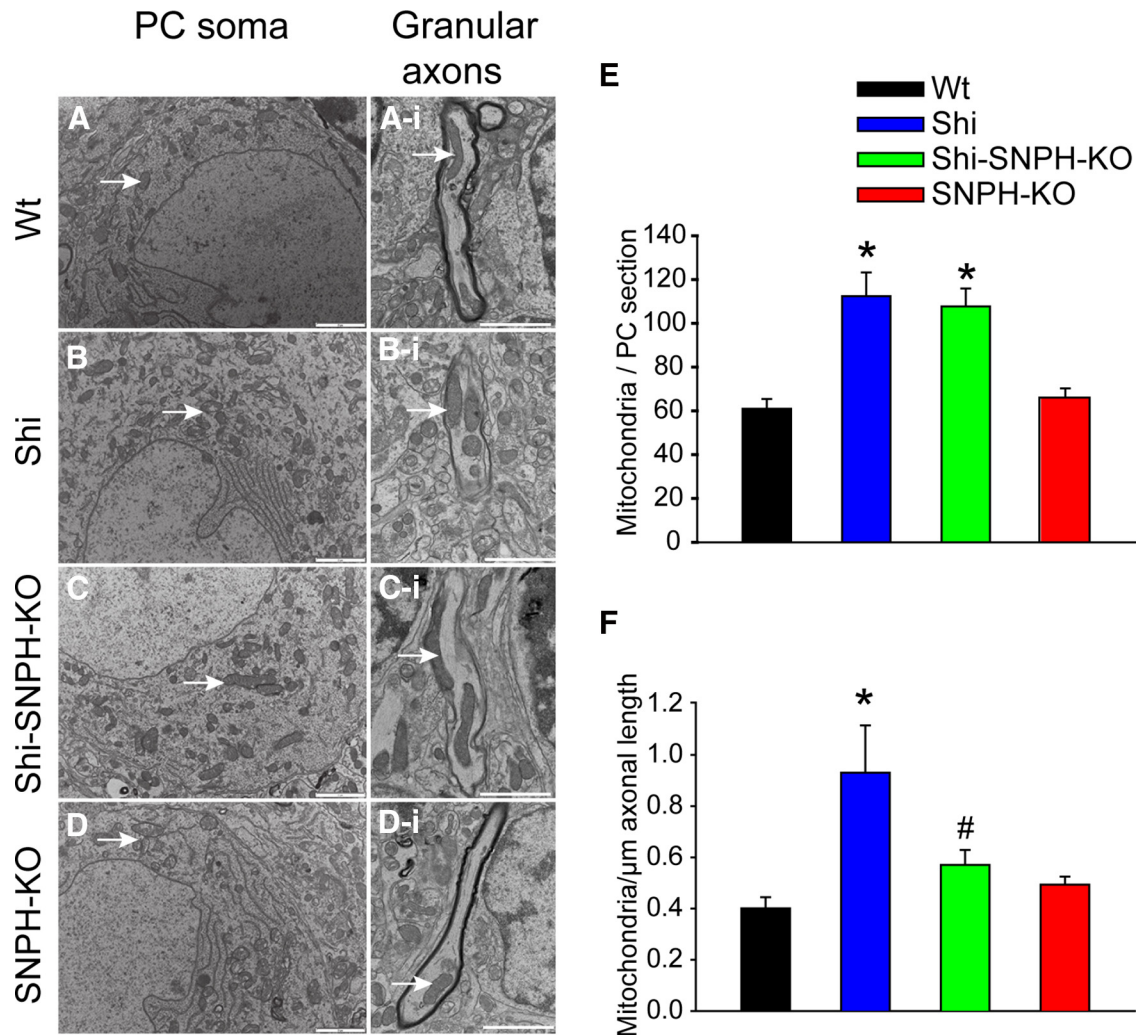 PC soma
Granular
axons
Wt
A
A-i
Shi
B
B-i
Shi-SNPH-KO
C
C-i
SNPH-KO
D
D-i
E
Wt
Shi
Shi-SNPH-KO
SNPH-KO
Mitochondria / PC section
140
120
100
80
60
40
20
0
*
*
F
Mitochondria/µm axonal length
1.2
1.0
0.8
0.6
0.4
0.2
0.0
*
#